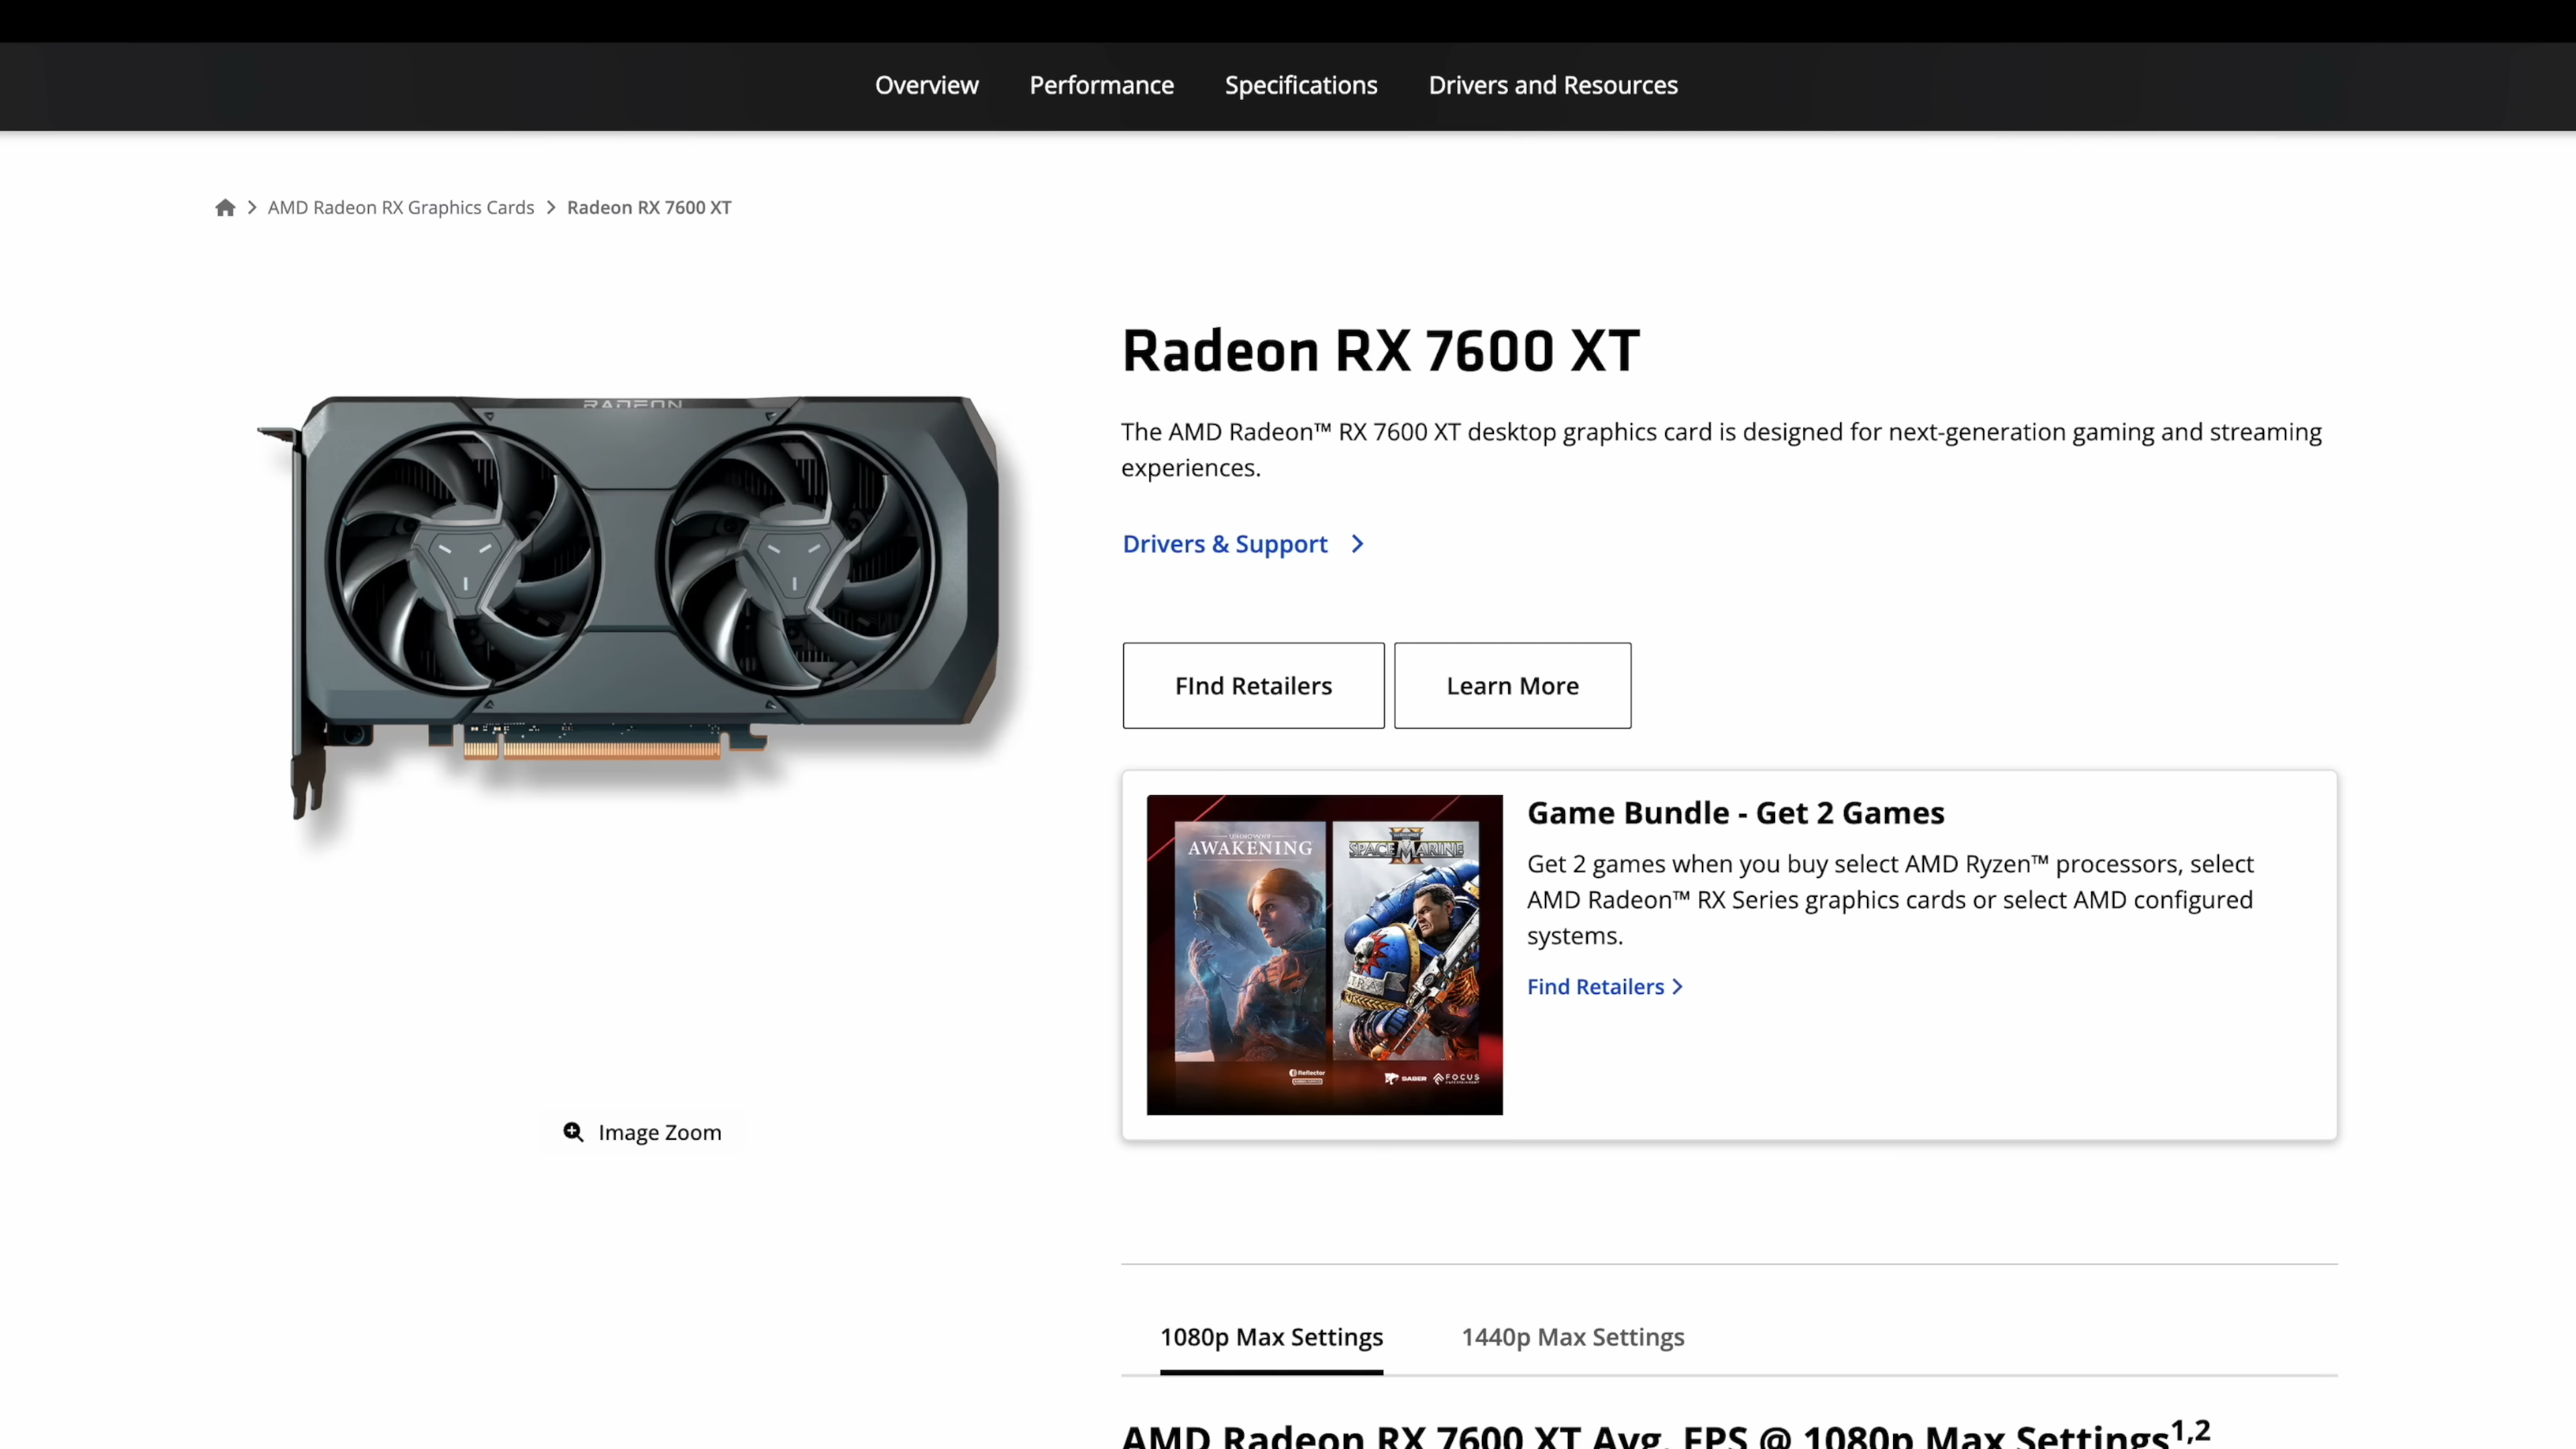 Overview Performance Specifications Drivers and Resources
AMD Radeon RX Graphics Cards Radeon RX 7600 XT
RADEON
Radeon RX 7600 XT
The AMD Radeon™ RX 7600 XT desktop graphics card is designed for next-generation gaming and streaming
experiences.
Drivers & Support
FInd Retailers Learn More
UNKNOWN 9
AWAKENING
SPACE MARINE
Reflector
SABER FOCUS
Game Bundle - Get 2 Games
Get 2 games when you buy select AMD Ryzen™ processors, select
AMD Radeon™ RX Series graphics cards or select AMD configured
systems.
Find Retailers
Image Zoom
1080p Max Settings 1440p Max Settings
AMD Radeon RX 7600 XT Avg. FPS @ 1080p Max Settings1,2